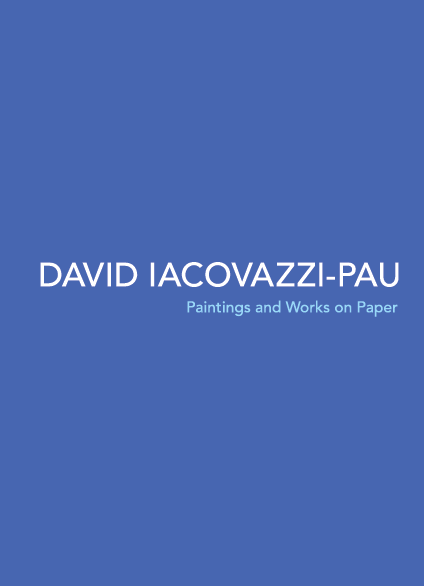 DAVID IACOVAZZI-PAU
Paintings and Works on Paper